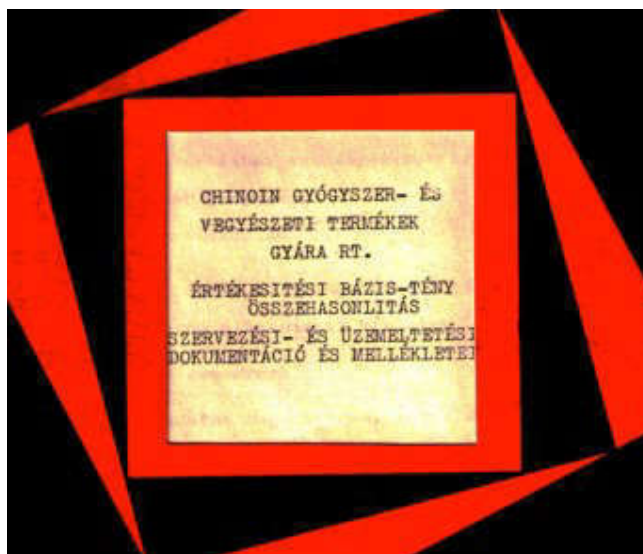 CHINOIN GYÓGYSZER- ÉS
VEGYÉSZETI TERMÉKEK
GYÁRA RT.
ÉRTÉKESITÉSI BÁZIS-TÉNY
ÖSSZEHASONLITÁS
SZERVEZÉSI- ÉS ÜZEMELTETÉSI
DOKUMENTÁCIÓ ÉS MELLÉKLETEI